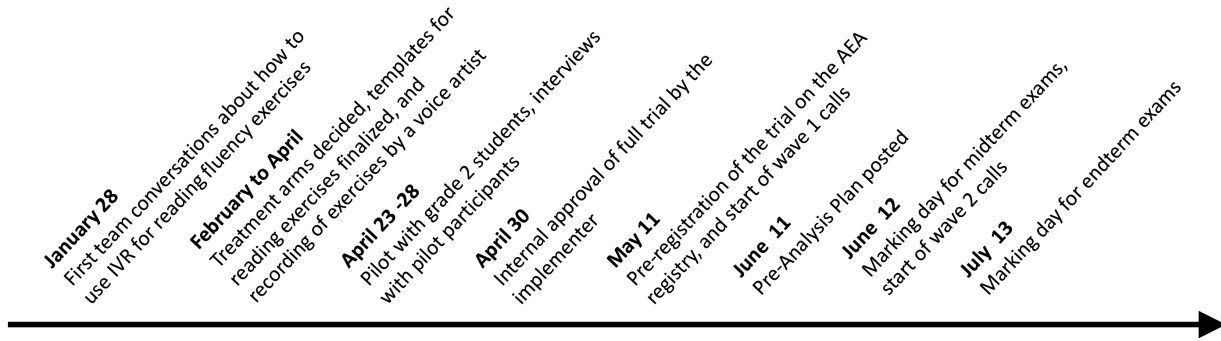 January 28
First team conversations about how to
use IVR for reading fluency exercises
February to April
Treatment arms decided, templates for
reading exercises finalized, and
recording of exercises by a voice artist
April 23 -28
Pilot with grade 2 students, interviews
with pilot participants
April 30
Internal approval of full trial by the
implementer
May 11
Pre-registration of the trial on the AEA
registry, and start of wave 1 calls
June 11
Pre-Analysis Plan posted
June 12
Marking day for midterm exams,
start of wave 2 calls
July 13
Marking day for endterm exams